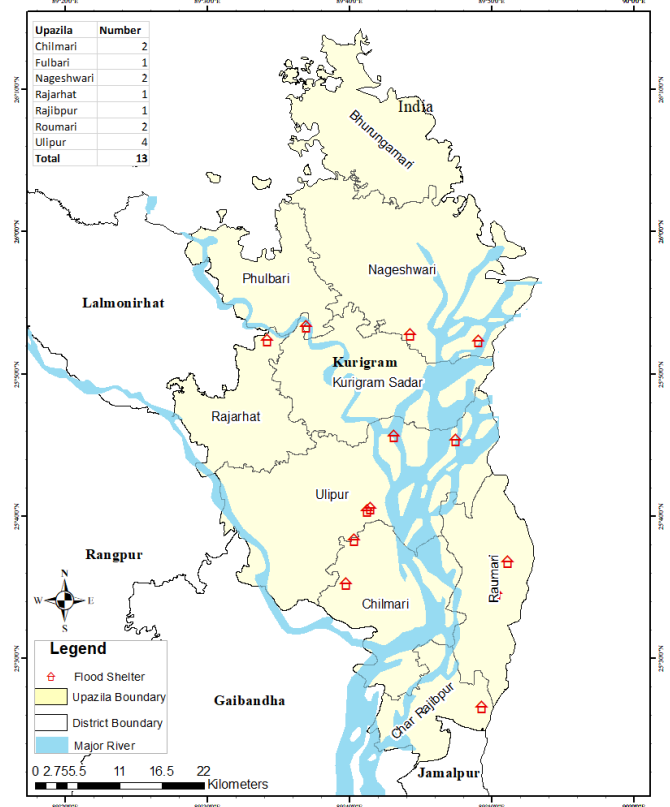 Upazila Number
Chilmari 2
Fulbari 1
Nageshwari 2
Rajarhat 1
Rajibpur 1
Roumari 2
Ulipur 4
Total 13
India
Bhurungamari
Phulbari
Nageshwari
Lalmonirhat
Kurigram
Kurigram Sadar
Rajarhat
Ulipur
Rangpur
Raumari
Chilmari
N
W E
S
Legend
Flood Shelter
Upazila Boundary
District Boundary
Major River
Gaibandha
Char Rajibpur
Jamalpur
0 2.755.5 11 16.5 22
Kilometers